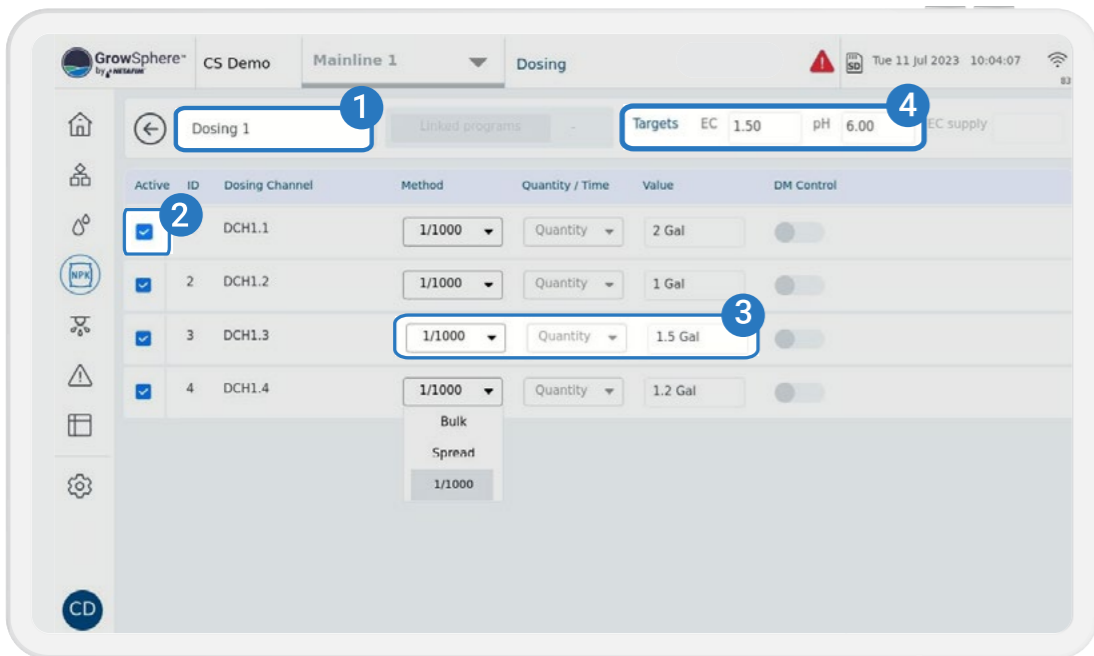 GrowSphere™
by NETAFIM
CS Demo
Mainline 1
Dosing
SD
Tue 11 Jul 2023 10:04:07
83
Dosing 1
1
Linked programs -
Targets EC 1.50 pH 6.00
4
EC supply
Active ID Dosing Channel Method Quantity / Time Value DM Control
2
DCH1.1 1/1000 Quantity 2 Gal
2 DCH1.2 1/1000 Quantity 1 Gal
3
3 DCH1.3 1/1000 Quantity 1.5 Gal
4 DCH1.4 1/1000 Quantity 1.2 Gal
Bulk
Spread
1/1000
NPK
CD